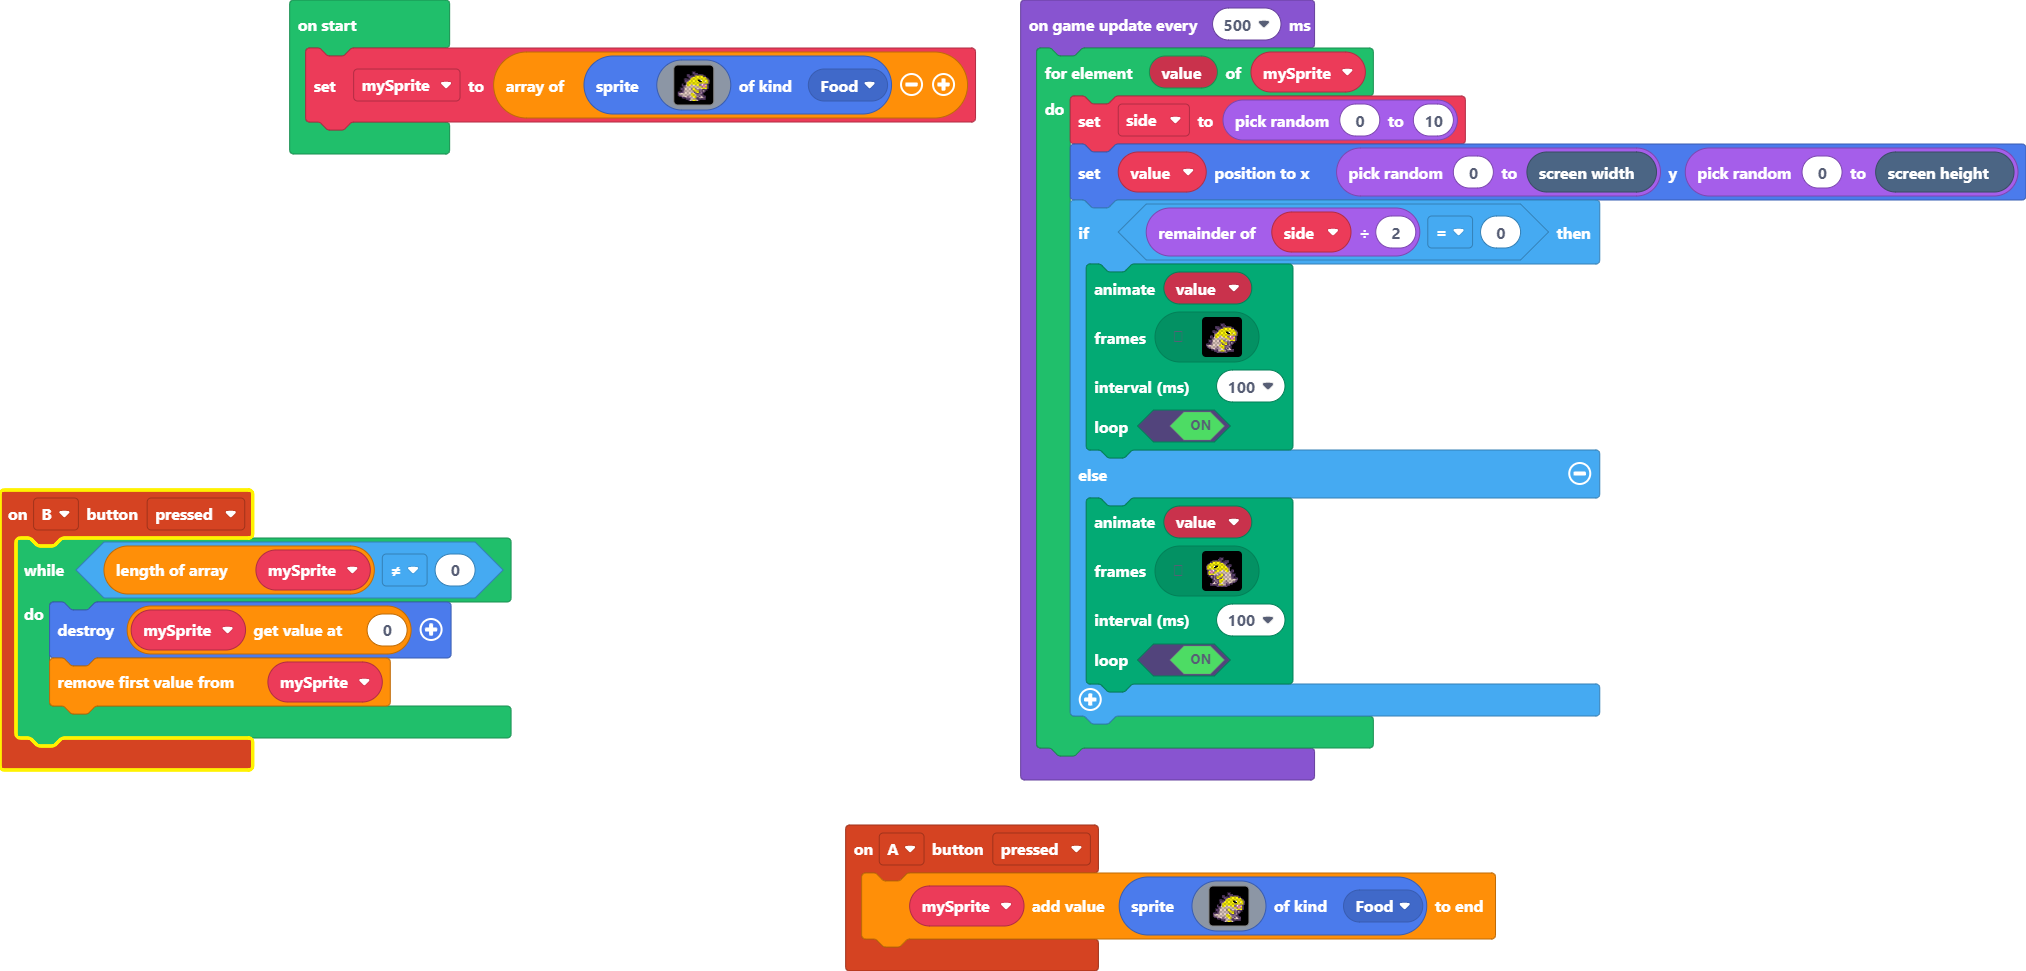 on start
set mySprite to array of sprite of kind Food
on game update every 500 ms
for element value of mySprite
do
set side to pick random 0 to 10
set value position to x pick random 0 to screen width y pick random 0 to screen height
if remainder of side ÷ 2 = 0 then
animate value
frames
interval (ms) 100
loop ON
else
animate value
frames
interval (ms) 100
loop ON
on B button pressed
while length of array mySprite ≠ 0
do
destroy mySprite get value at 0
remove first value from mySprite
on A button pressed
mySprite add value sprite of kind Food to end